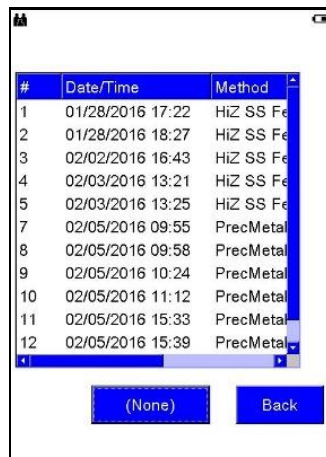 # Date/Time Method
1 01/28/2016 17:22 HiZ SS Fe
2 01/28/2016 18:27 HiZ SS Fe
3 02/02/2016 16:43 HiZ SS Fe
4 02/03/2016 13:21 HiZ SS Fe
5 02/03/2016 13:25 HiZ SS Fe
7 02/05/2016 09:55 PrecMetal
8 02/05/2016 09:58 PrecMetal
9 02/05/2016 10:24 PrecMetal
10 02/05/2016 11:12 PrecMetal
11 02/05/2016 15:33 PrecMetal
12 02/05/2016 15:39 PrecMetal
(None) Back